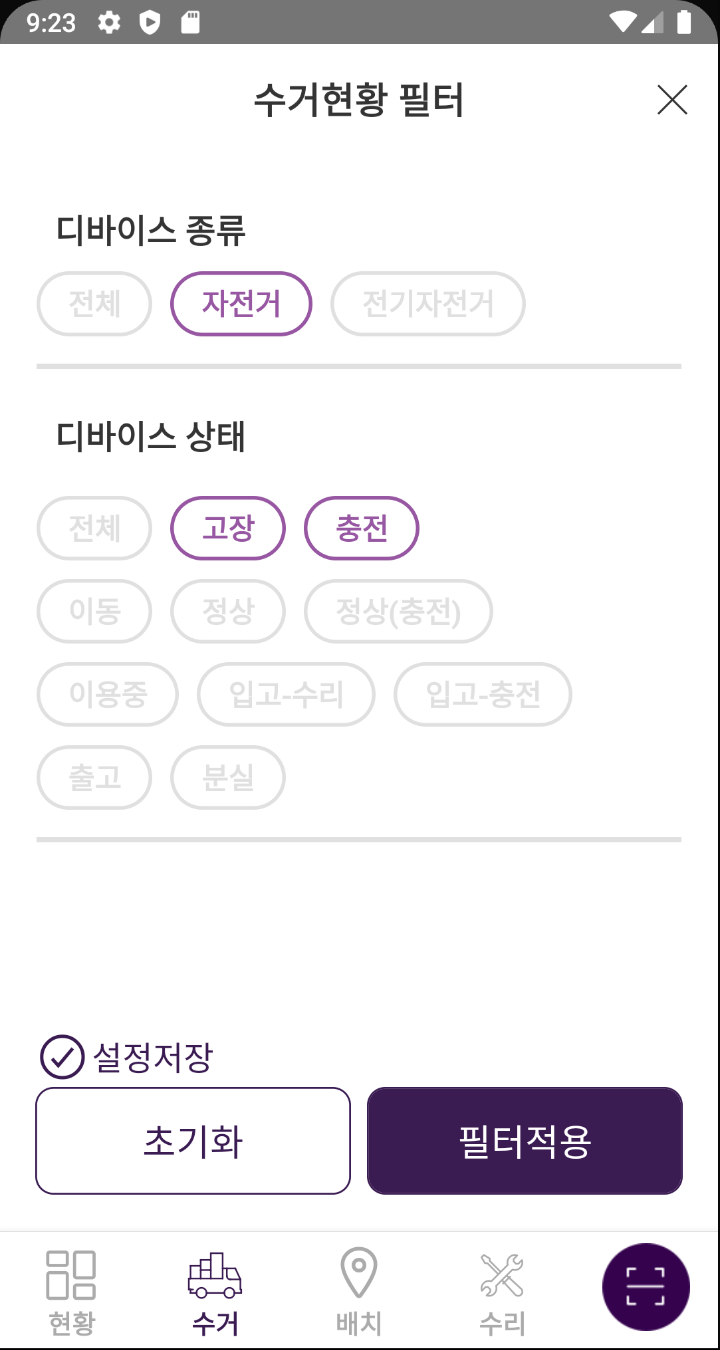 9:23
수거현황 필터
디바이스 종류
전체 자전거 전기자전거
디바이스 상태
전체 고장 충전
이동 정상 정상(충전)
이용중 입고-수리 입고-충전
출고 분실
설정저장
초기화 필터적용
현황 수거 배치 수리